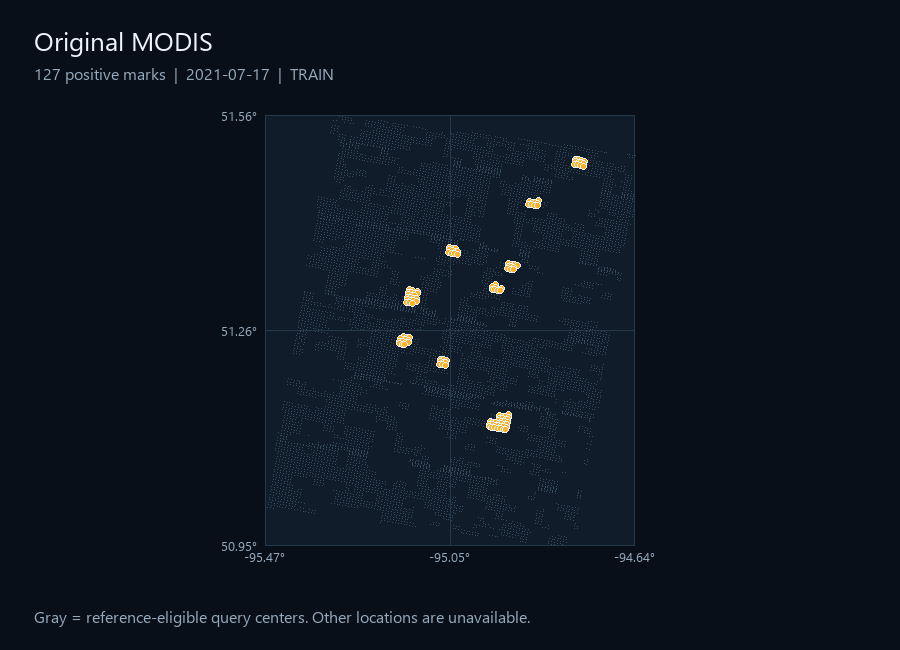 Original MODIS
127 positive marks | 2021-07-17 | TRAIN
51.56°
51.26°
50.95°
-95.47°
-95.05°
-94.64°
Gray = reference-eligible query centers. Other locations are unavailable.